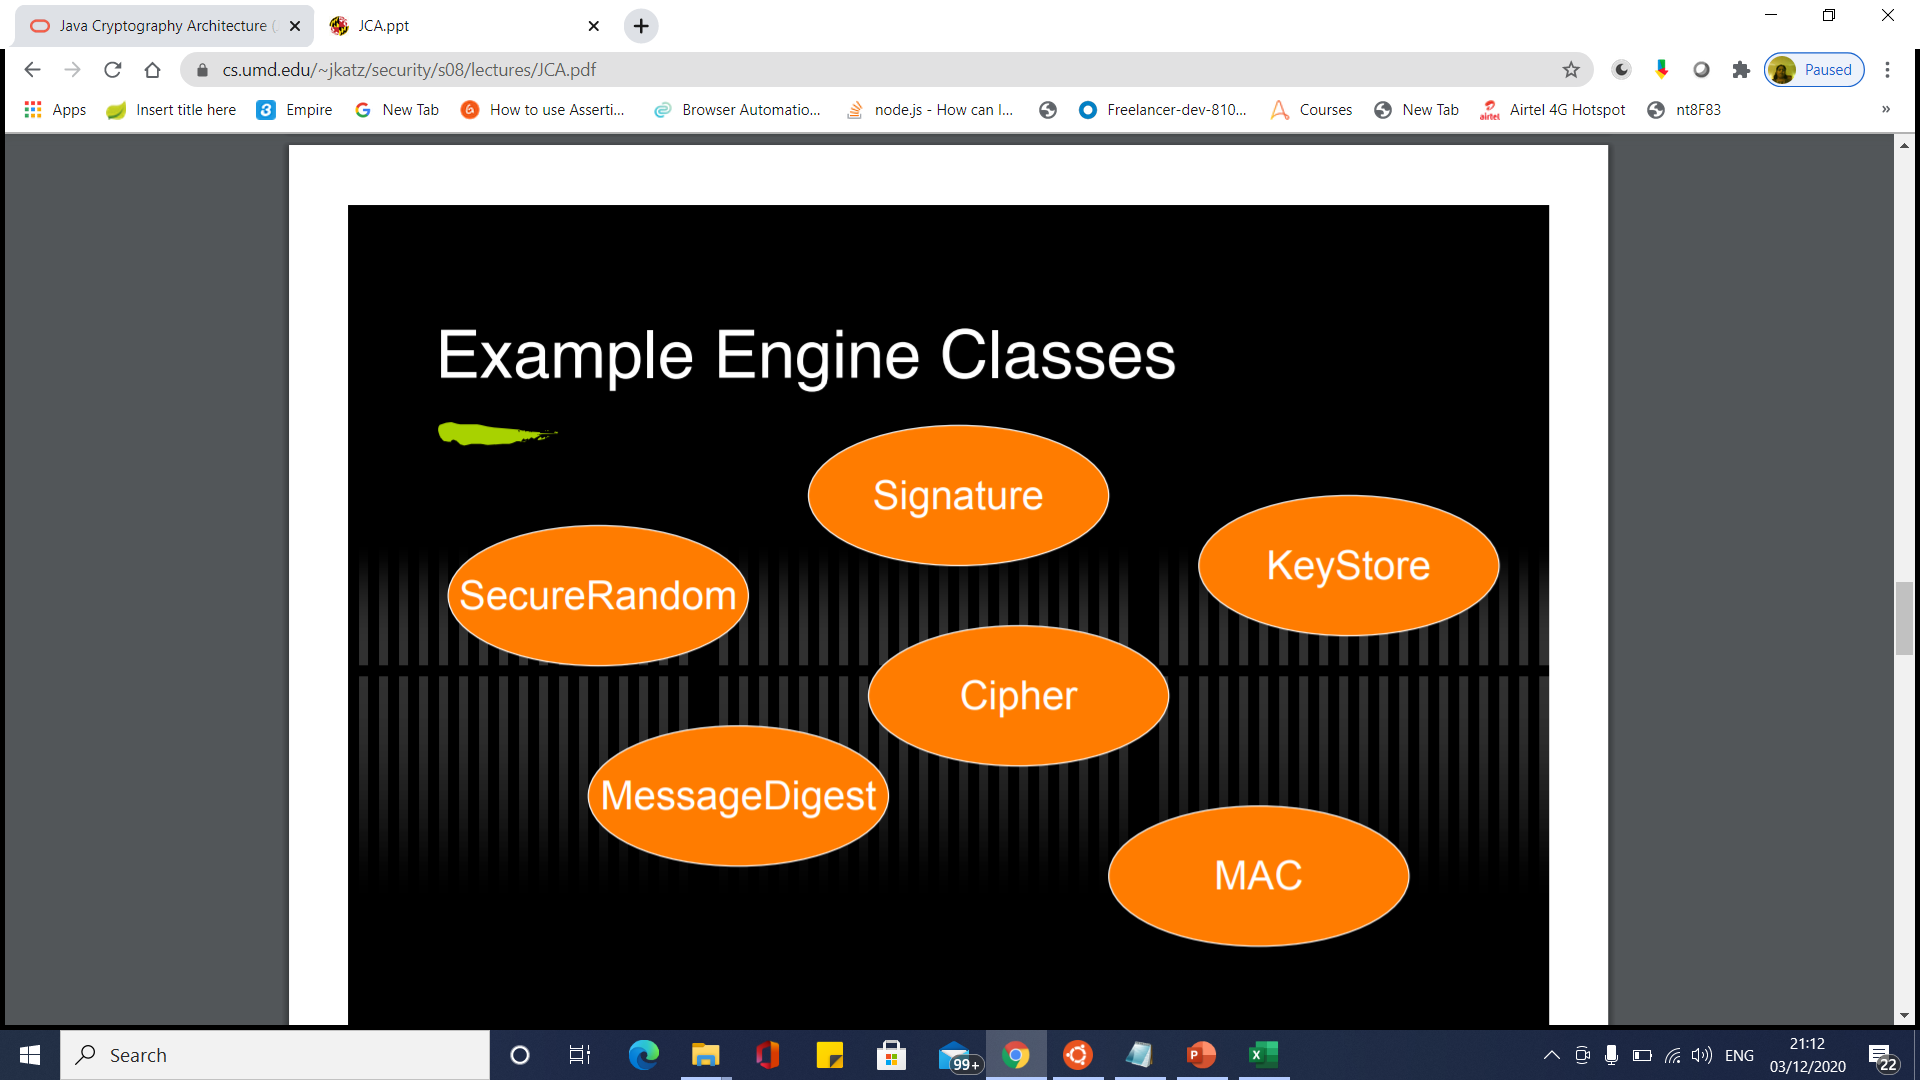 Java Cryptography Architecture (
JCA.ppt
cs.umd.edu/~jkatz/security/s08/lectures/JCA.pdf
Paused
Apps
Insert title here
Empire
New Tab
How to use Asserti...
Browser Automatio...
node.js - How can I...
Freelancer-dev-810...
Courses
New Tab
airtel
Airtel 4G Hotspot
nt8F83
»
Example Engine Classes
Signature
KeyStore
SecureRandom
Cipher
MessageDigest
MAC
Search
99+
ENG
21:12
03/12/2020
22